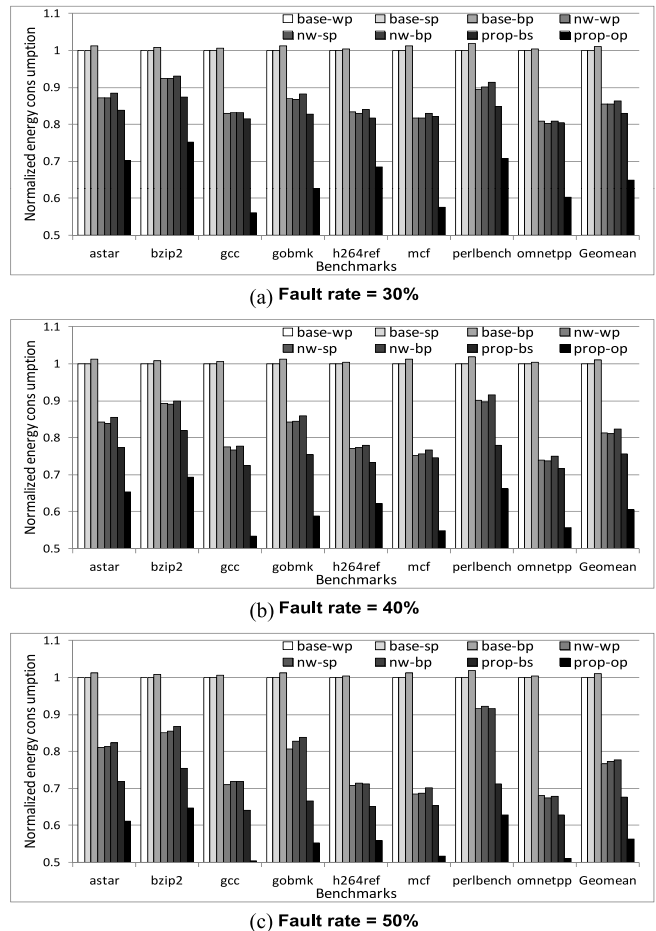 1.1
base-wp base-sp base-bp nw-wp
nw-sp nw-bp prop-bs prop-op
1
0.9
0.8
0.7
0.6
0.5
Normalized energy cons umption
astar bzip2 gcc gobmk h264ref mcf perlbench omnetpp Geomean
Benchmarks
(a) Fault rate = 30%
1.1
base-wp base-sp base-bp nw-wp
nw-sp nw-bp prop-bs prop-op
1
0.9
0.8
0.7
0.6
0.5
Normalized energy cons umption
astar bzip2 gcc gobmk h264ref mcf perlbench omnetpp Geomean
Benchmarks
(b) Fault rate = 40%
1.1
base-wp base-sp base-bp nw-wp
nw-sp nw-bp prop-bs prop-op
1
0.9
0.8
0.7
0.6
0.5
Normalized energy cons umption
astar bzip2 gcc gobmk h264ref mcf perlbench omnetpp Geomean
Benchmarks
(c) Fault rate = 50%